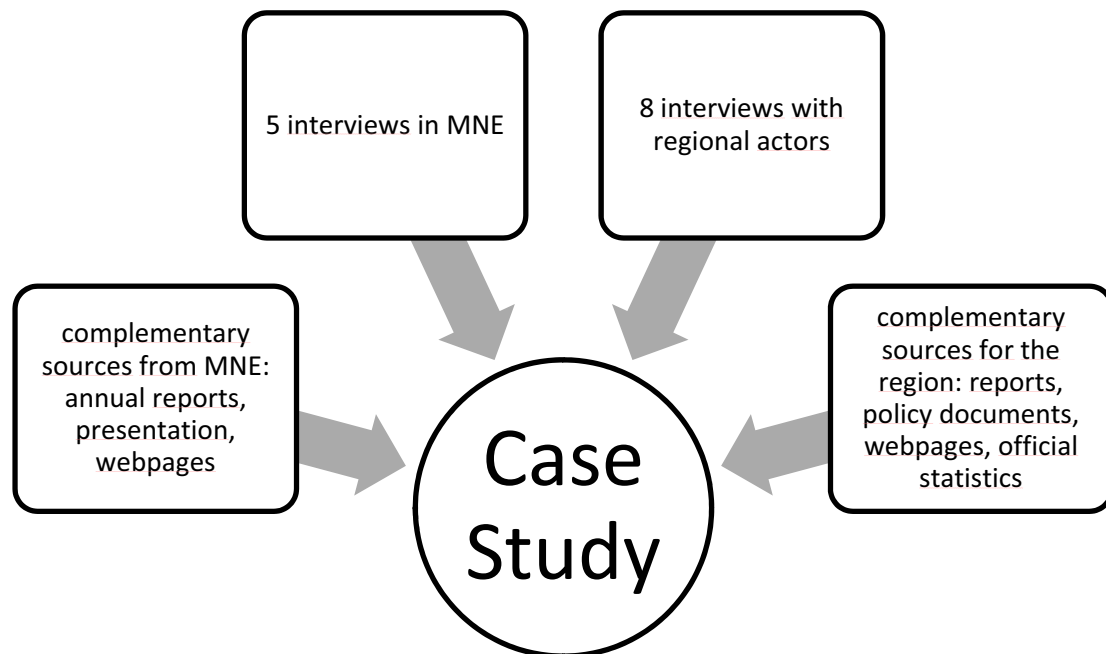 5 interviews in MNE
8 interviews with
regional actors
complementary
sources from MNE:
annual reports,
presentation,
webpages
complementary
sources for the
region: reports,
policy documents,
webpages, official
statistics
Case
Study